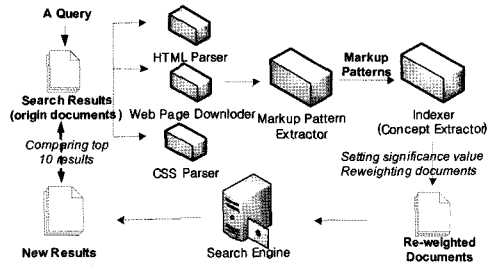 A Query
HTML Parser
Search Results
(origin documents)
Web Page Downloder
Markup Pattern
Extractor
Markup
Patterns
Indexer
(Concept Extractor)
Comparing top
10 results
CSS Parser
Setting significance value
Reweighting documents
New Results
Search Engine
Re-weighted
Documents